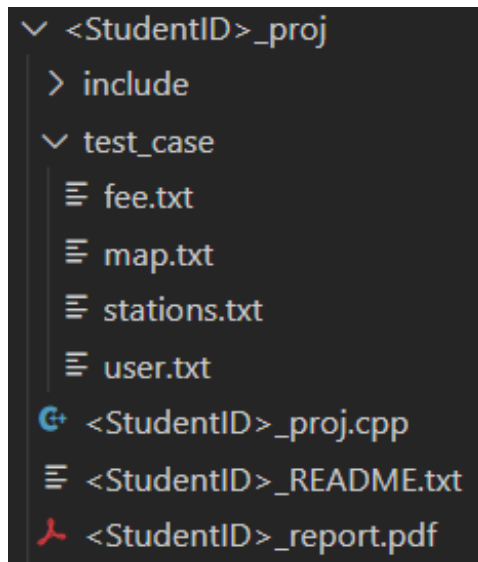 <StudentID>_proj
include
test_case
fee.txt
map.txt
stations.txt
user.txt
<StudentID>_proj.cpp
<StudentID>_README.txt
<StudentID>_report.pdf